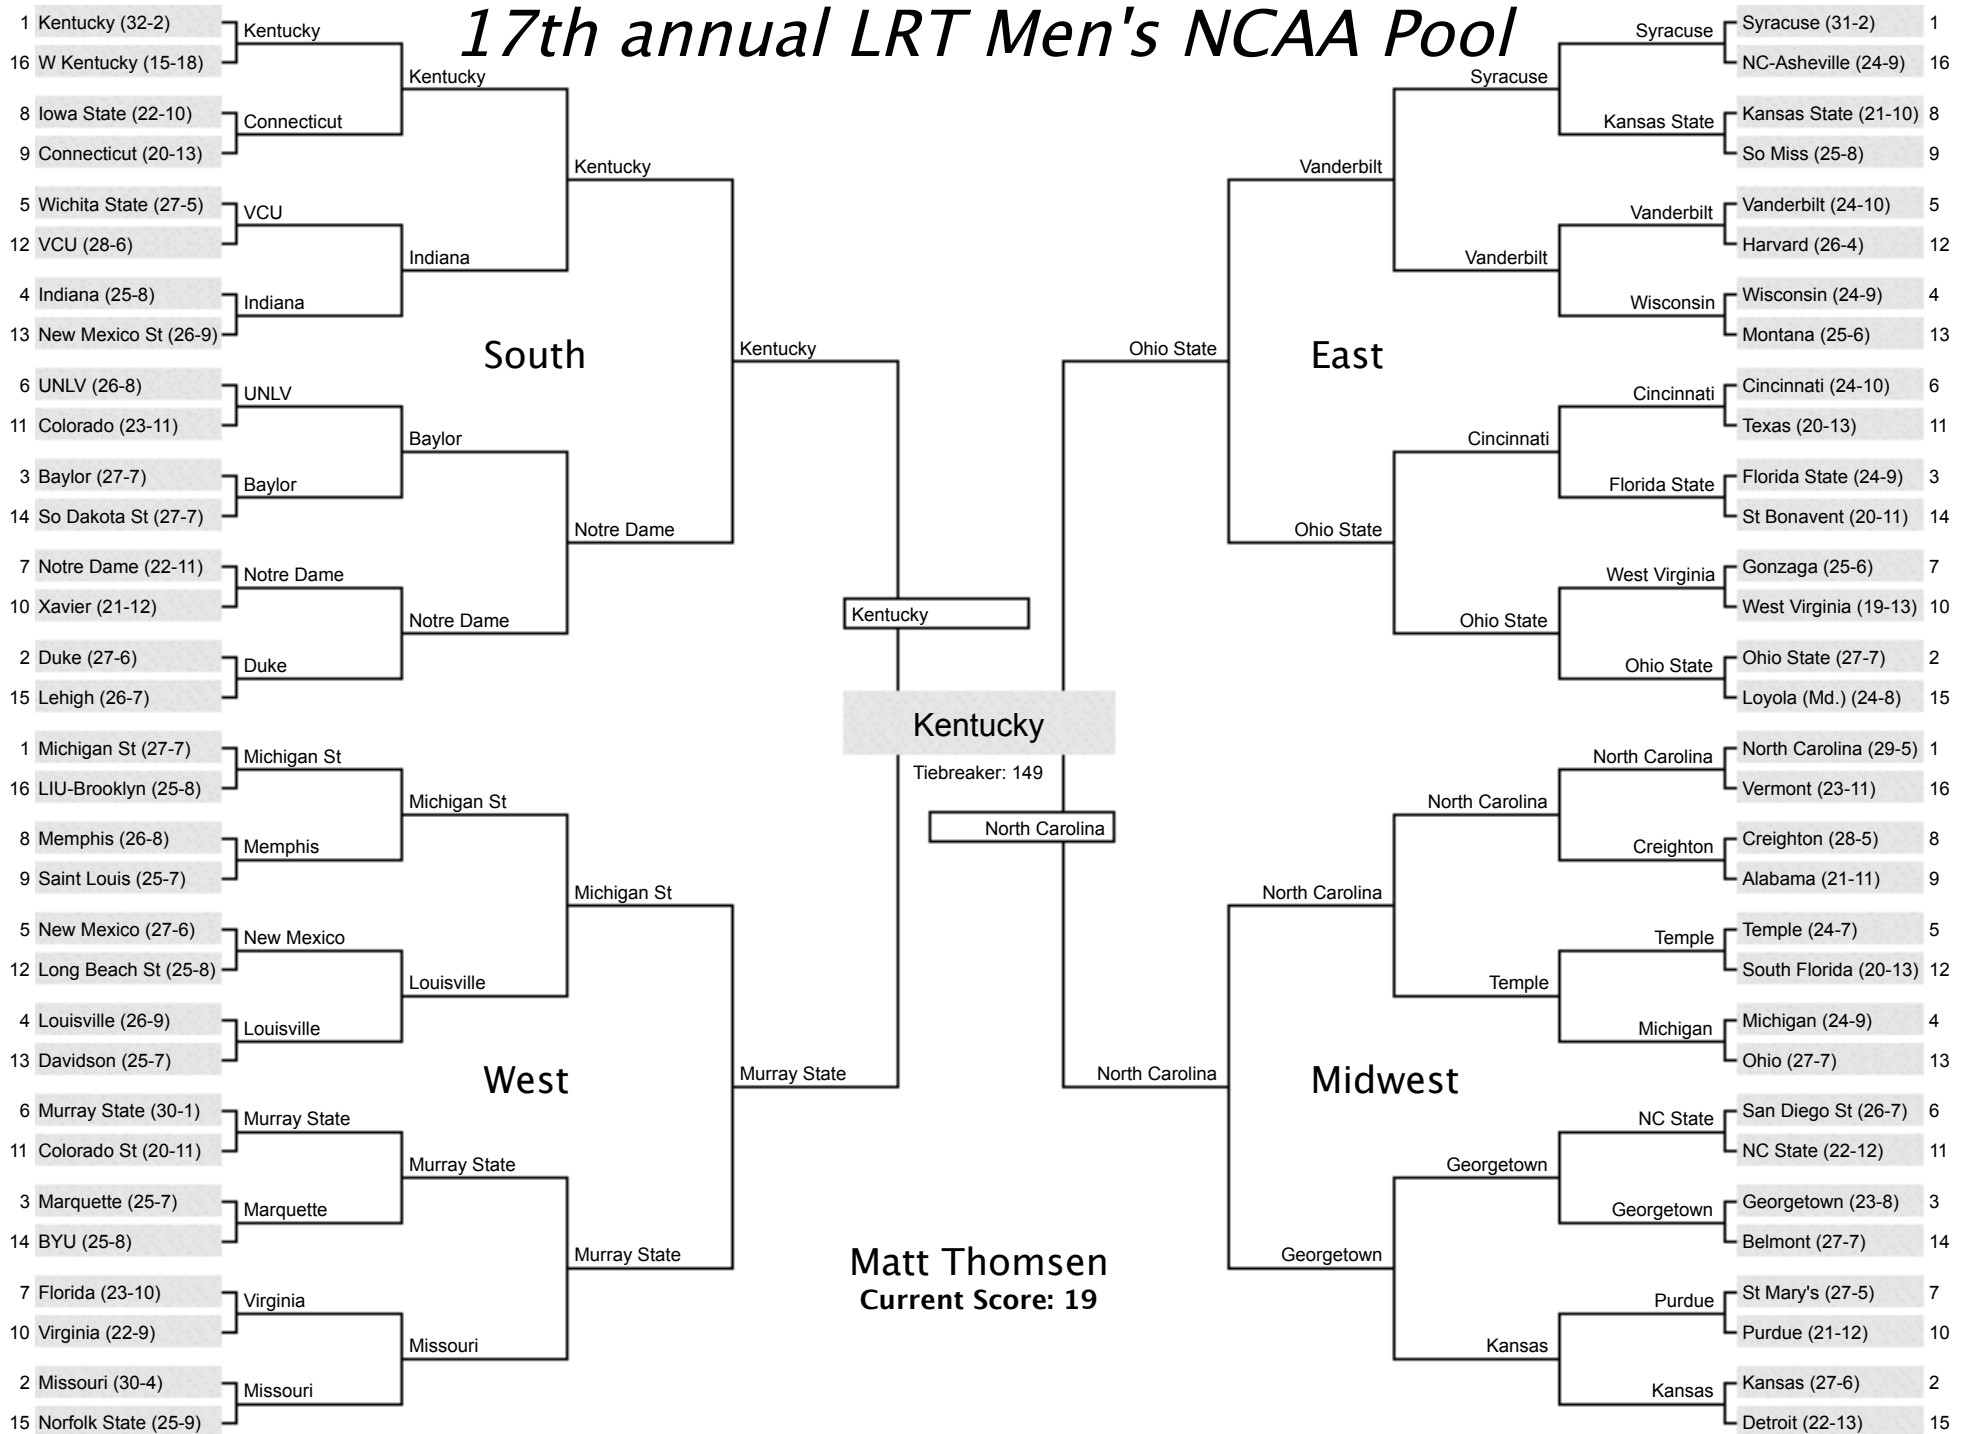 17th annual LRT Men's NCAA Pool
1 Kentucky (32-2)
16 W Kentucky (15-18)
8 Iowa State (22-10)
9 Connecticut (20-13)
5 Wichita State (27-5)
12 VCU (28-6)
4 Indiana (25-8)
13 New Mexico St (26-9)
6 UNLV (26-8)
11 Colorado (23-11)
3 Baylor (27-7)
14 So Dakota St (27-7)
7 Notre Dame (22-11)
10 Xavier (21-12)
2 Duke (27-6)
15 Lehigh (26-7)
Kentucky
Connecticut
VCU
Indiana
UNLV
Baylor
Notre Dame
Duke
Kentucky
Indiana
Baylor
Notre Dame
Kentucky
Notre Dame
Kentucky
South
1 Michigan St (27-7)
16 LIU-Brooklyn (25-8)
8 Memphis (26-8)
9 Saint Louis (25-7)
5 New Mexico (27-6)
12 Long Beach St (25-8)
4 Louisville (26-9)
13 Davidson (25-7)
6 Murray State (30-1)
11 Colorado St (20-11)
3 Marquette (25-7)
14 BYU (25-8)
7 Florida (23-10)
10 Virginia (22-9)
2 Missouri (30-4)
15 Norfolk State (25-9)
Michigan St
Memphis
New Mexico
Louisville
Murray State
Marquette
Virginia
Missouri
Michigan St
Louisville
Murray State
Missouri
Michigan St
Murray State
Murray State
West
Kentucky
Kentucky
Tiebreaker: 149
North Carolina
Matt Thomsen
Current Score: 19
Syracuse (31-2) 1
NC-Asheville (24-9) 16
Kansas State (21-10) 8
So Miss (25-8) 9
Vanderbilt (24-10) 5
Harvard (26-4) 12
Wisconsin (24-9) 4
Montana (25-6) 13
Cincinnati (24-10) 6
Texas (20-13) 11
Florida State (24-9) 3
St Bonavent (20-11) 14
Gonzaga (25-6) 7
West Virginia (19-13) 10
Ohio State (27-7) 2
Loyola (Md.) (24-8) 15
Syracuse
Kansas State
Vanderbilt
Wisconsin
Cincinnati
Florida State
West Virginia
Ohio State
Syracuse
Vanderbilt
Cincinnati
Ohio State
Vanderbilt
Ohio State
Ohio State
East
North Carolina (29-5) 1
Vermont (23-11) 16
Creighton (28-5) 8
Alabama (21-11) 9
Temple (24-7) 5
South Florida (20-13) 12
Michigan (24-9) 4
Ohio (27-7) 13
San Diego St (26-7) 6
NC State (22-12) 11
Georgetown (23-8) 3
Belmont (27-7) 14
St Mary's (27-5) 7
Purdue (21-12) 10
Kansas (27-6) 2
Detroit (22-13) 15
North Carolina
Creighton
Temple
Michigan
NC State
Georgetown
Purdue
Kansas
North Carolina
Temple
Georgetown
Kansas
North Carolina
Georgetown
North Carolina
Midwest